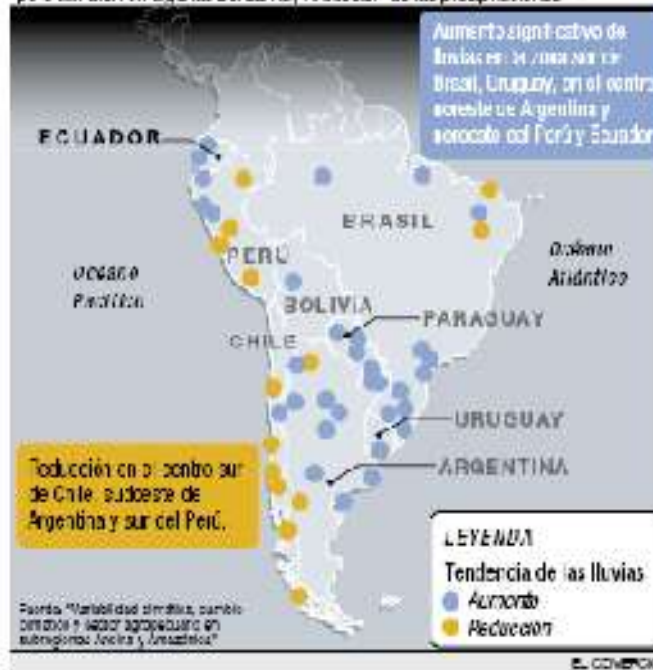 Aumento significativo de
lluvias en la zona sur de
Brasil, Uruguay, en el centro
noreste de Argentina y
noroeste del Perú y Ecuador
ECUADOR
BRASIL
PERÚ
Océano
Pacífico
Océano
Atlántico
BOLIVIA
PARAGUAY
CHILE
URUGUAY
ARGENTINA
Reducción en el centro sur
de Chile, sudoeste de
Argentina y sur del Perú.
LEYENDA
Tendencia de las lluvias
Aumento
Reducción
Fuente: "Variabilidad climática, cambio
climático y sector agropecuario en
subregiones Andina y Amazónica"
EL COMERCIO